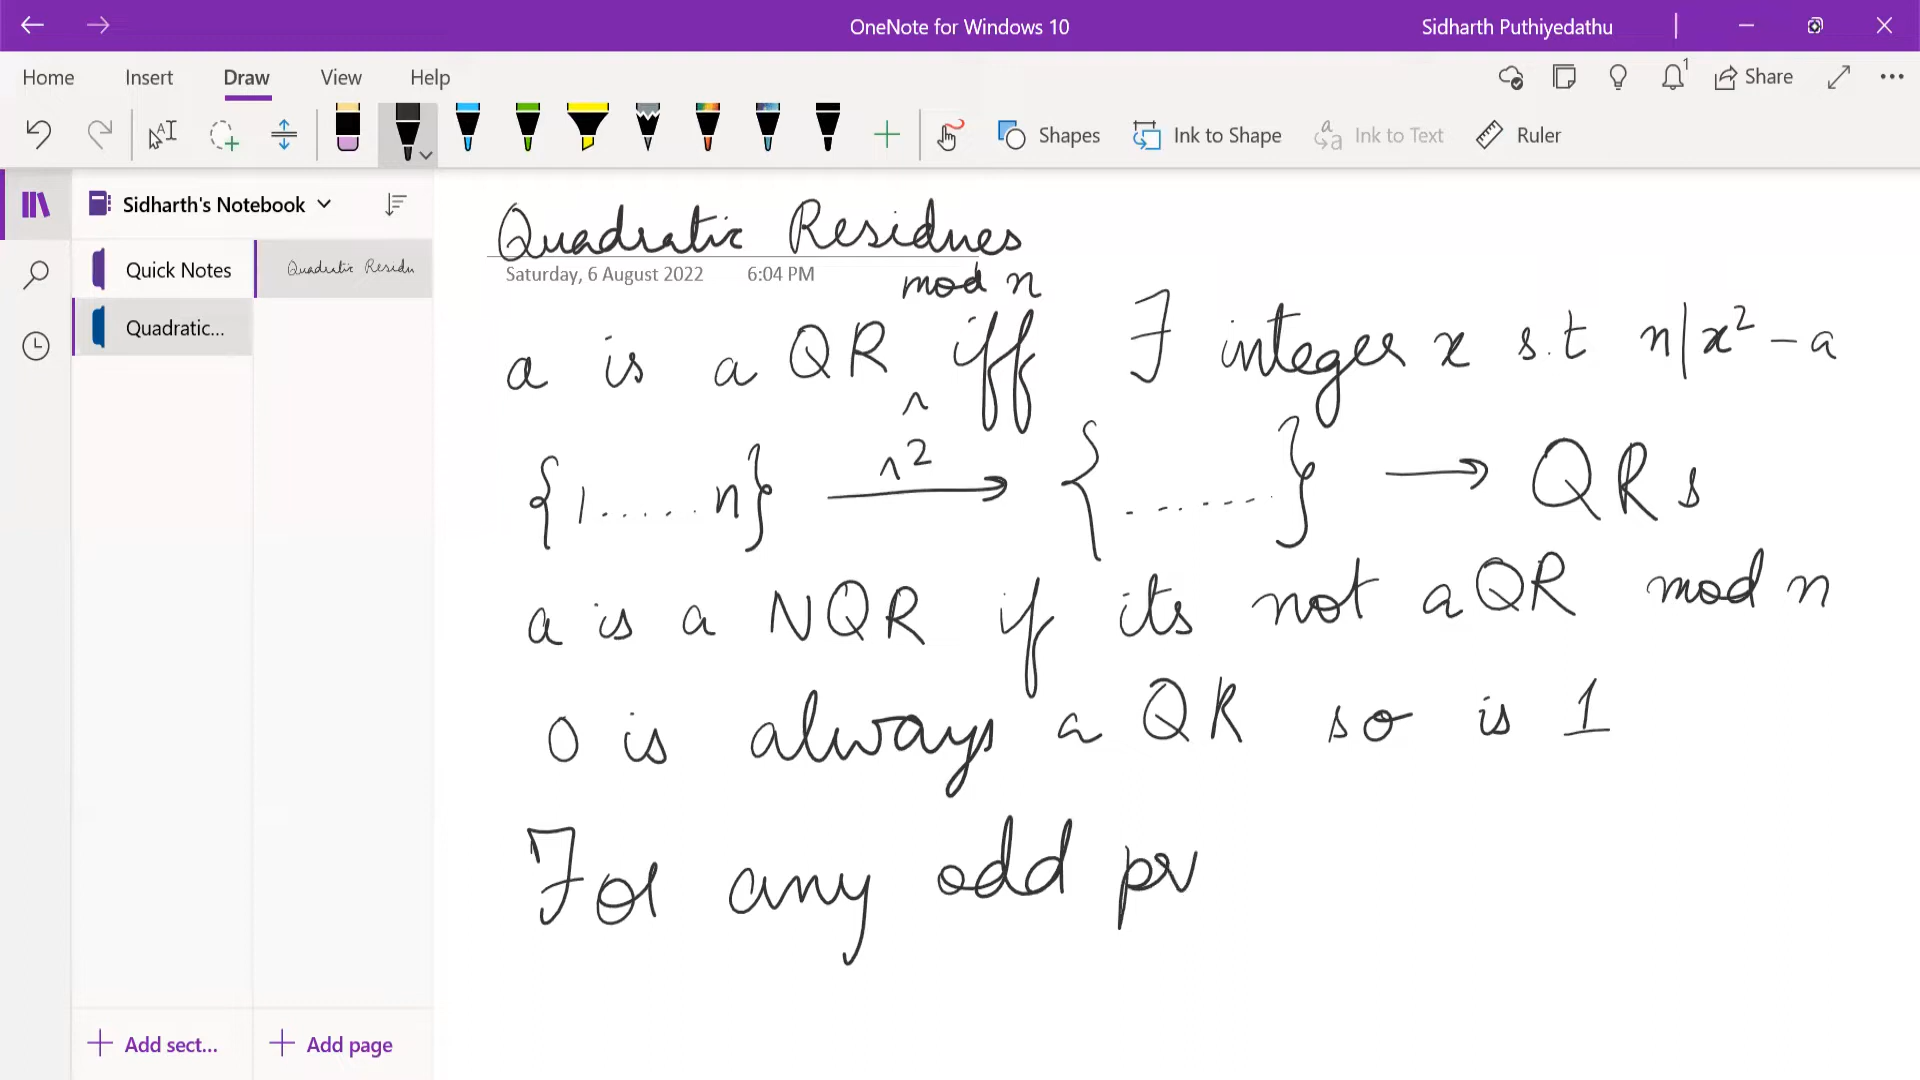 OneNote for Windows 10
Sidharth Puthiyedathu
Home Insert Draw View Help
1
Share
Shapes Ink to Shape Ink to Text Ruler
Sidharth's Notebook
Quick Notes
Quadratic Residu
Quadratic...
Quadratic Residues
Saturday, 6 August 2022 6:04 PM
mod n
a is a QR ^ iff ∃ integer x s.t n|x²-a
{1.....n} ^2 → {.......} → QRs
a is a NQR if its not a QR mod n
0 is always a QR so is 1
For any odd pr
Add sect...
Add page